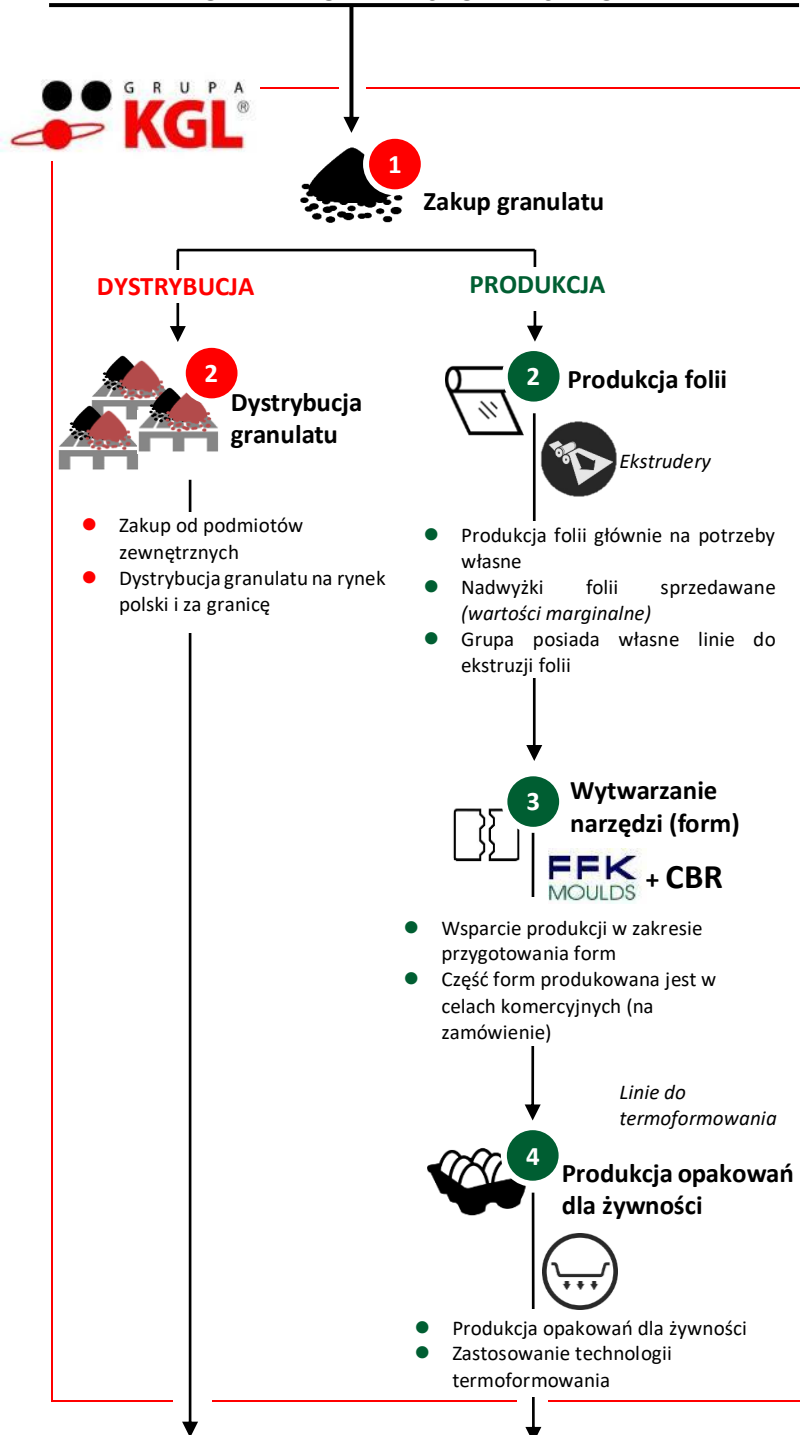 GRUPA
KGL®
1
Zakup granulatu
DYSTRYBUCJA
PRODUKCJA
2
Dystrybucja
granulatu
● Zakup od podmiotów
zewnętrznych
● Dystrybucja granulatu na rynek
polski i za granicę
2
Produkcja folii
Ekstrudery
● Produkcja folii głównie na potrzeby
własne
● Nadwyżki folii sprzedawane
(wartości marginalne)
● Grupa posiada własne linie do
ekstruzji folii
3
Wytwarzanie
narzędzi (form)
FFK
MOULDS + CBR
● Wsparcie produkcji w zakresie
przygotowania form
● Część form produkowana jest w
celach komercyjnych (na
zamówienie)
Linie do
termoformowania
4
Produkcja opakowań
dla żywności
● Produkcja opakowań dla żywności
● Zastosowanie technologii
termoformowania